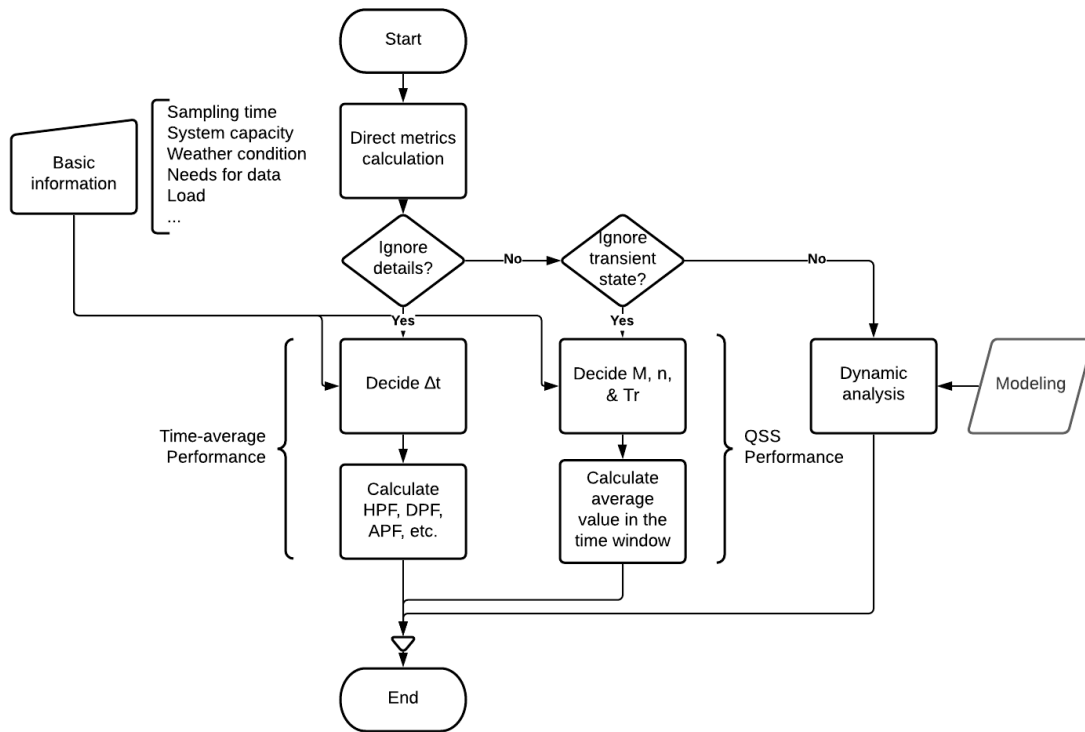 Start
Direct metrics
calculation
Basic
information
Sampling time
System capacity
Weather condition
Needs for data
Load
...
Ignore
details?
No
Ignore
transient
state?
No
Yes
Yes
Time-average
Performance
Decide Δt
Decide M, n,
& Tr
QSS
Performance
Dynamic
analysis
Modeling
Calculate
HPF, DPF,
APF, etc.
Calculate
average
value in the
time window
End